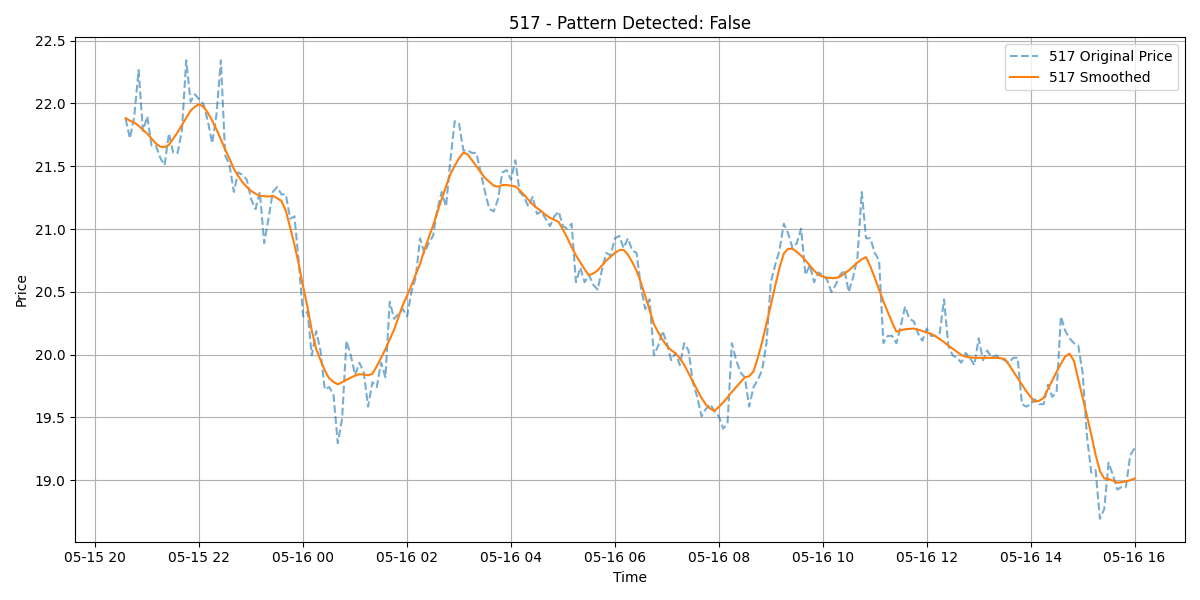 517 - Pattern Detected: False
517 Original Price
517 Smoothed
Price
22.5
22.0
21.5
21.0
20.5
20.0
19.5
19.0
05-15 20 05-15 22 05-16 00 05-16 02 05-16 04 05-16 06 05-16 08 05-16 10 05-16 12 05-16 14 05-16 16
Time